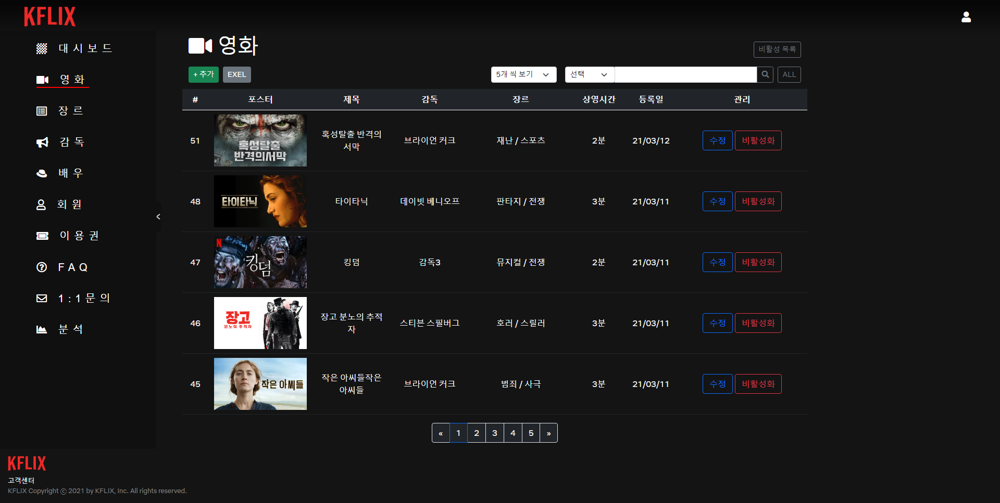 KFLIX
대시보드
영화
장르
감독
배우
회원
이용권
FAQ
1:1문의
분석
영화
비활성 목록
+ 추가
EXEL
5개 씩 보기
선택
ALL
# 포스터 제목 감독 장르 상영시간 등록일 관리
혹성탈출
반격의서막
51 혹성탈출 반격의 브라이언 커크 재난 / 스포츠 2분 21/03/12 수정 비활성화
서막
타이타닉
48 타이타닉 데이빗 베니오프 판타지 / 전쟁 3분 21/03/11 수정 비활성화
N
킹덤
47 킹덤 감독3 뮤지컬 / 전쟁 2분 21/03/11 수정 비활성화
장고
분노의 추적자
46 장고 분노의 추적 스티븐 스필버그 호러 / 스릴러 3분 21/03/11 수정 비활성화
자
작은 아씨들
45 작은 아씨들작은 브라이언 커크 범죄 / 사극 3분 21/03/11 수정 비활성화
아씨들
« 1 2 3 4 5 »
KFLIX
고객센터
KFLIX Copyright ⓒ 2021 by KFLIX, Inc. All rights reserved.